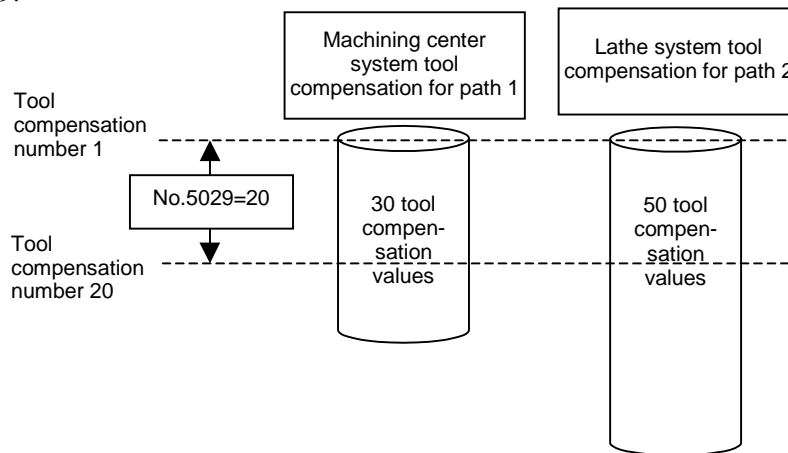 Machining center
system tool
compensation for path 1
Lathe system tool
compensation for path 2
Tool
compensation
number 1
No.5029=20
30 tool
compen-
sation
values
50 tool
compen-
sation
values
Tool
compensation
number 20